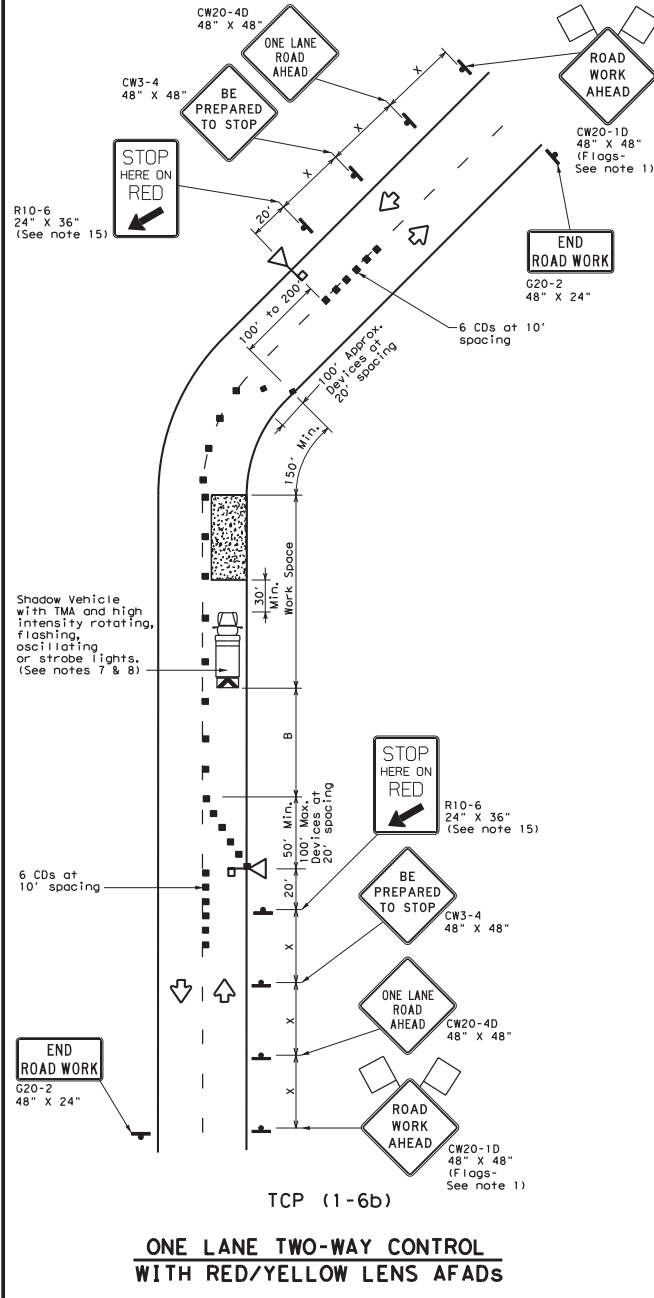 CW20-4D
48" X 48"
ONE LANE
ROAD
AHEAD
CW3-4
48" X 48"
BE
PREPARED
TO STOP
ROAD
WORK
AHEAD
CW20-1D
48" X 48"
(Flags-
See note 1)
STOP
HERE ON
RED
R10-6
24" X 36"
(See note 15)
X
X
X
20'
END
ROAD WORK
G20-2
48" X 24"
100' to 200'
6 CDs at 10'
spacing
100' Approx.
Devices at
20' spacing
150' Min.
Work Space
30'
Min.
Shadow Vehicle
with TMA and high
intensity rotating,
flashing,
oscillating
or strobe lights.
(See notes 7 & 8)
B
50' Min.
100' Max.
Devices at
20' spacing
STOP
HERE ON
RED
R10-6
24" X 36"
(See note 15)
20'
6 CDs at
10' spacing
BE
PREPARED
TO STOP
CW3-4
48" X 48"
X
X
X
ONE LANE
ROAD
AHEAD
CW20-4D
48" X 48"
END
ROAD WORK
G20-2
48" X 24"
ROAD
WORK
AHEAD
CW20-1D
48" X 48"
(Flags-
See note 1)
TCP (1-6b)
ONE LANE TWO-WAY CONTROL
WITH RED/YELLOW LENS AFADs